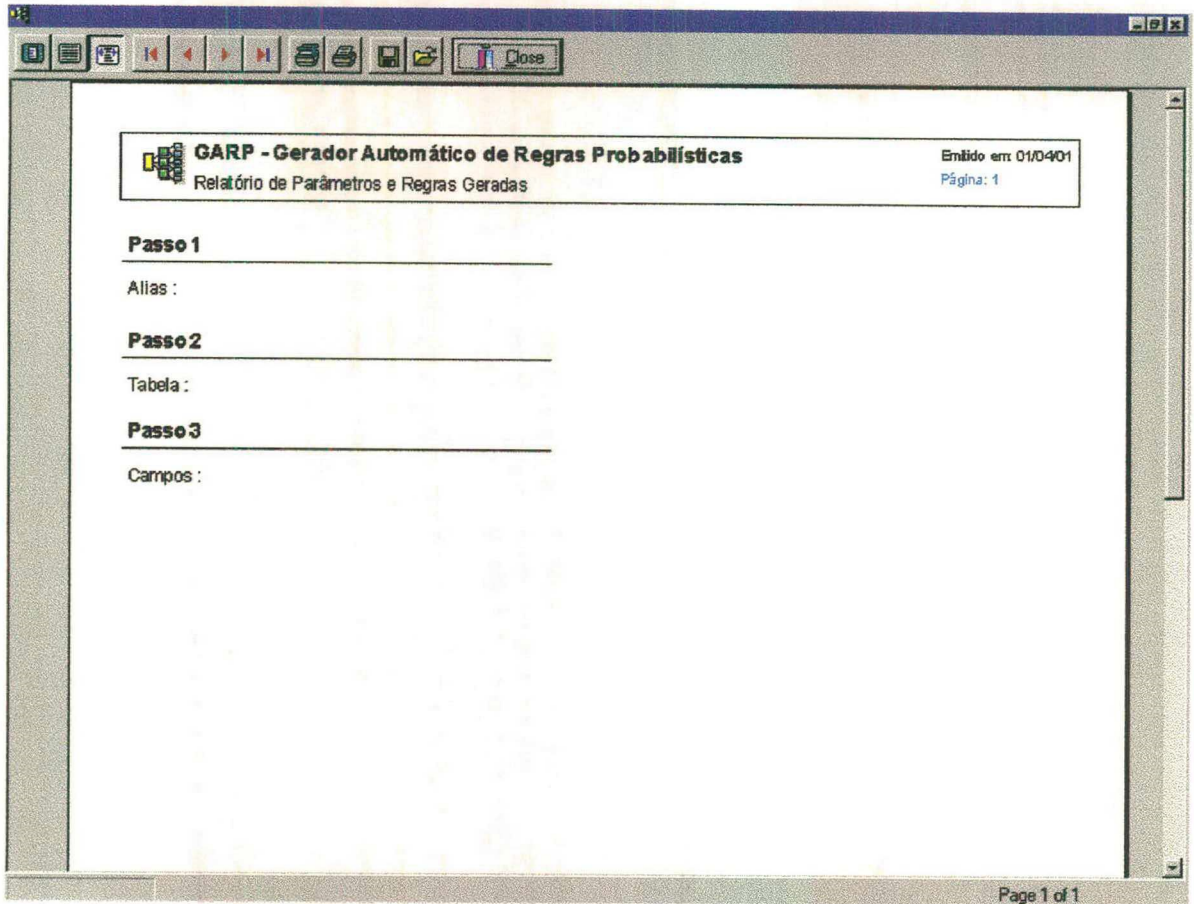 Close
GARP - Gerador Automático de Regras Probabilísticas
Emitido em: 01/04/01
Relatório de Parâmetros e Regras Geradas
Página: 1
Passo 1
Alias :
Passo 2
Tabela :
Passo 3
Campos :
Page 1 of 1